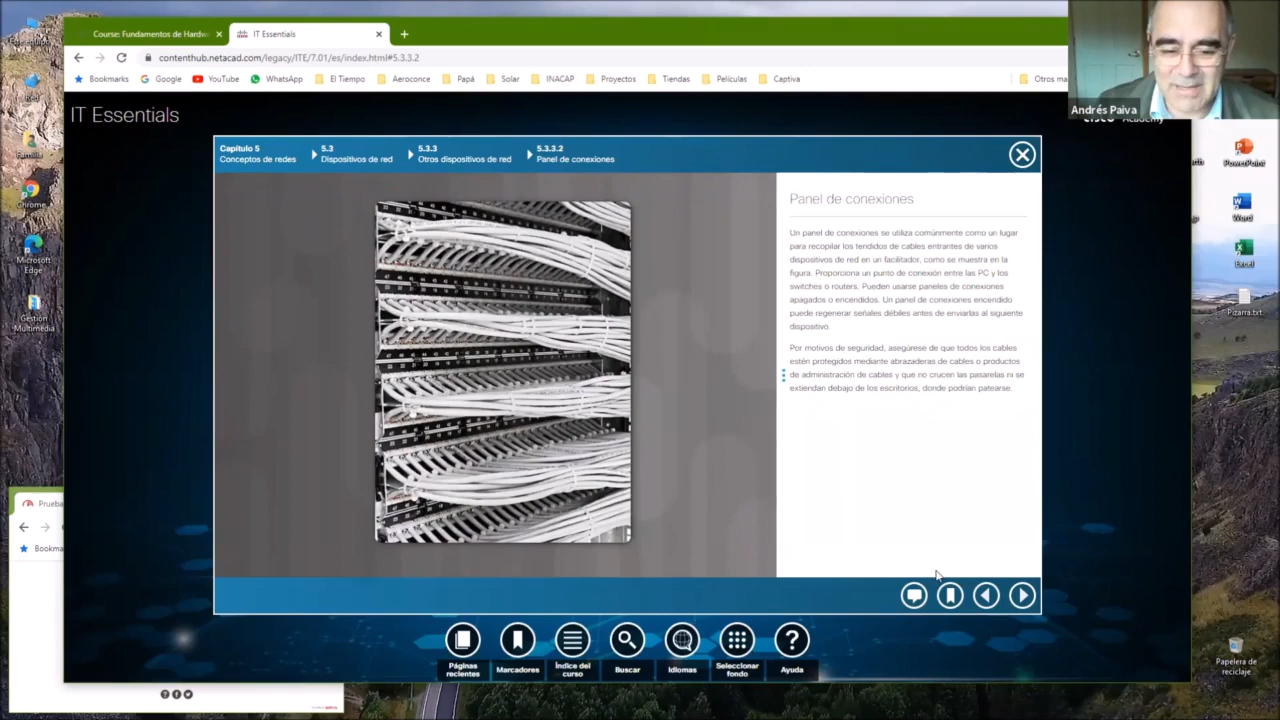 Course: Fundamentos de Hardw
IT Essentials
contenthub.netacad.com/legacy/ITE/7.01/es/index.html#5.3.3.2
Bookmarks Google YouTube WhatsApp El Tiempo Aeroconce Papá Solar INACAP Proyectos Tiendas Películas Captiva Otros ma
Andrés Paiva
IT Essentials
Academy
Capítulo 5
Conceptos de redes
5.3
Dispositivos de red
5.3.3
Otros dispositivos de red
5.3.3.2
Panel de conexiones
Panel de conexiones
Un panel de conexiones se utiliza comúnmente como un lugar
para recopilar los tendidos de cables entrantes de varios
dispositivos de red en un facilitador, como se muestra en la
figura. Proporciona un punto de conexión entre las PC y los
switches o routers. Pueden usarse paneles de conexiones
apagados o encendidos. Un panel de conexiones encendido
puede regenerar señales débiles antes de enviarlas al siguiente
dispositivo.
Por motivos de seguridad, asegúrese de que todos los cables
estén protegidos mediante abrazaderas de cables o productos
de administración de cables y que no crucen las pasarelas ni se
extiendan debajo de los escritorios, donde podrían patearse.
Páginas
recientes
Marcadores
Índice del
curso
Buscar
Idiomas
Seleccionar
fondo
Ayuda
Red
Familia
Chrome
Microsoft
Edge
Gestión
Multimedia
Prueba
Bookma
PowerPoint
Word
Excel
Pizarra.txt
Papelera de
reciclaje